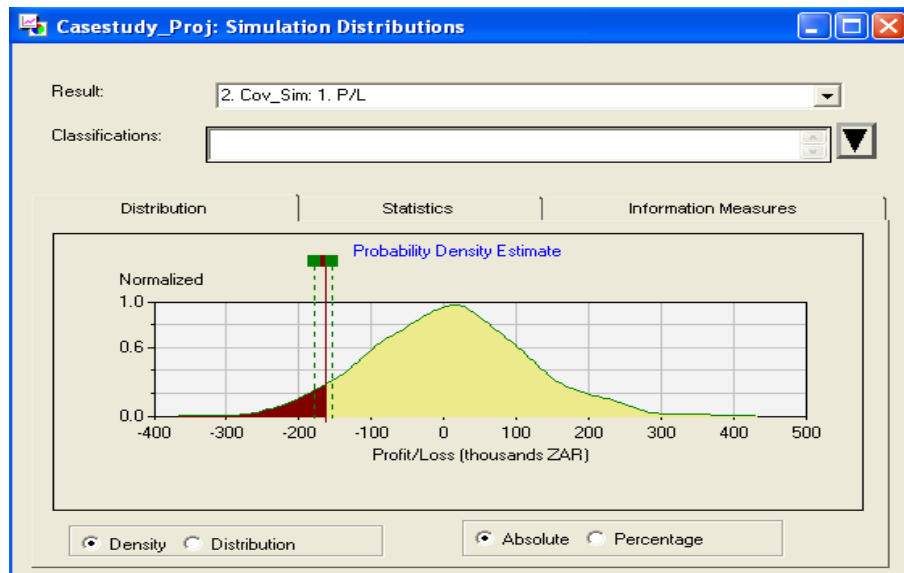 Casestudy_Proj: Simulation Distributions
Result: 2. Cov_Sim: 1. P/L
Classifications:
Distribution Statistics Information Measures
Probability Density Estimate
Normalized
1.0
0.6
0.0
-400 -300 -200 -100 0 100 200 300 400 500
Profit/Loss (thousands ZAR)
Density Distribution Absolute Percentage